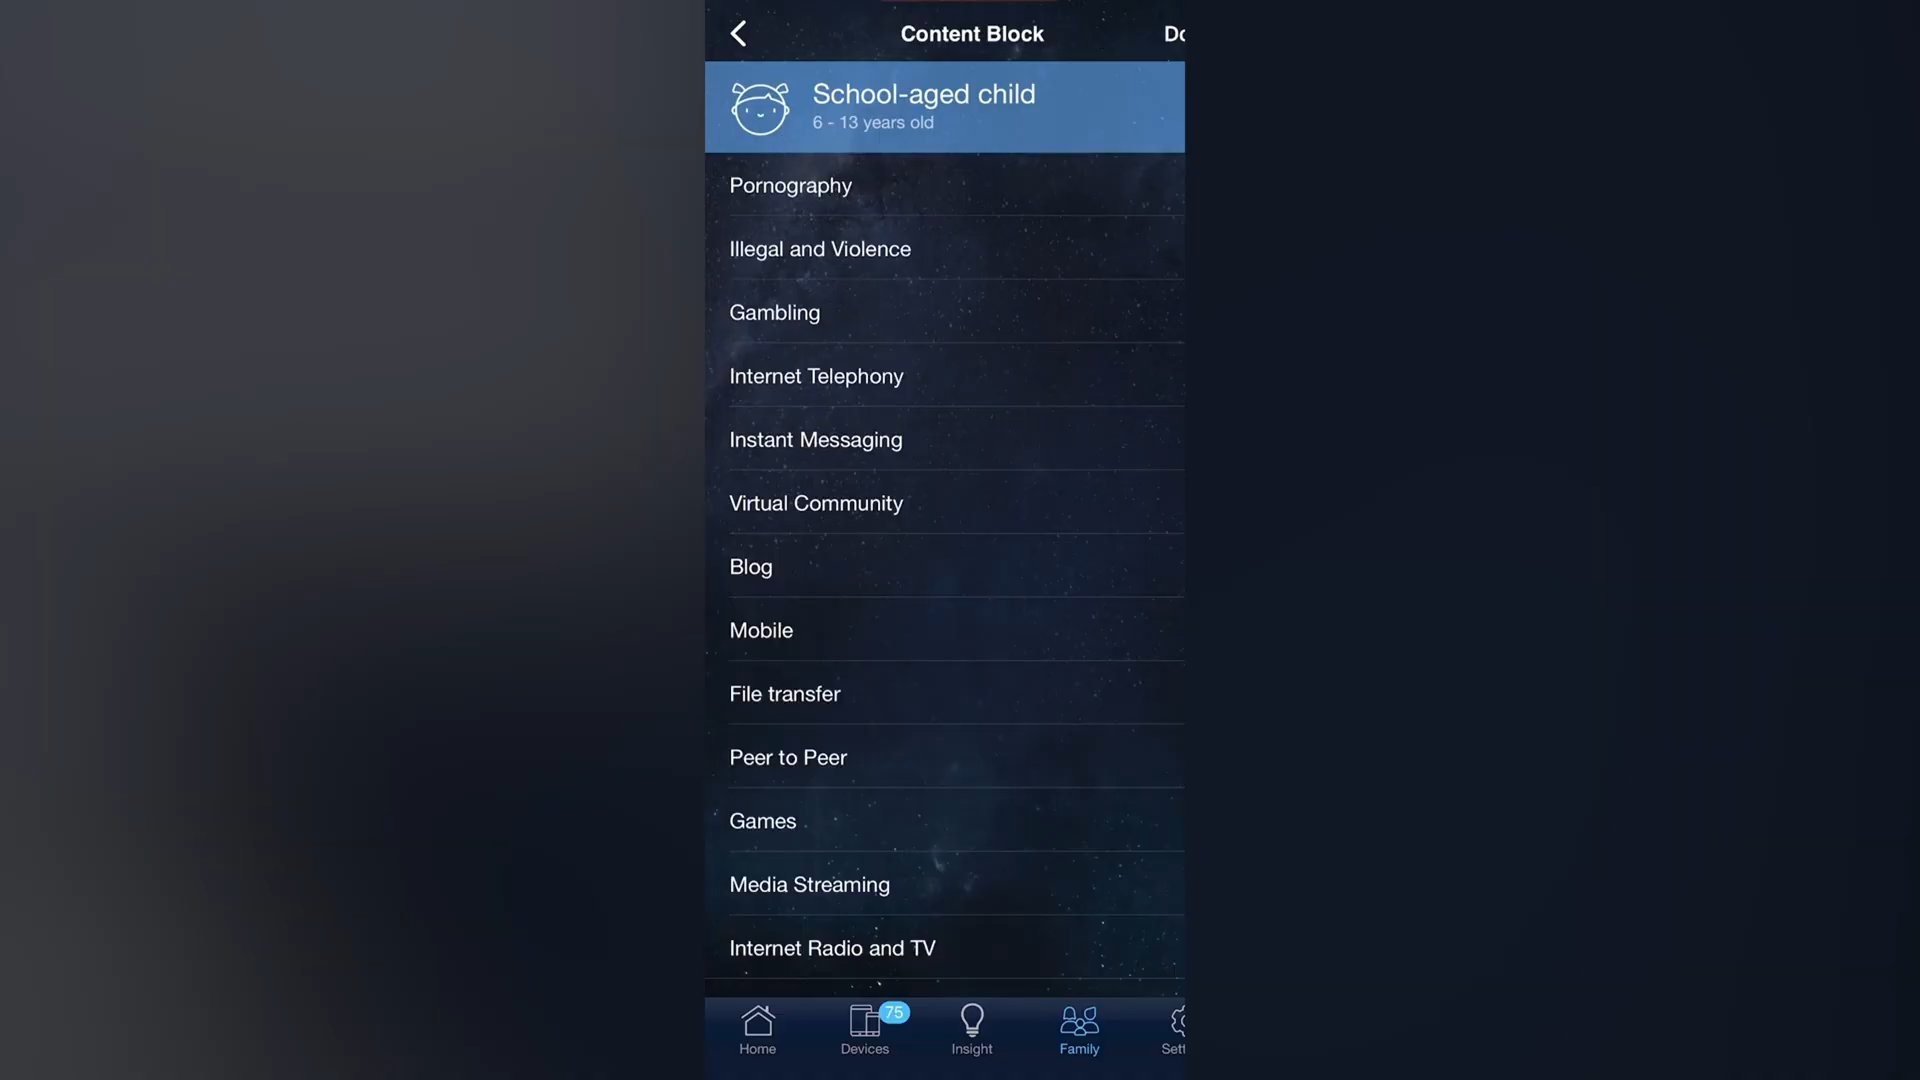 Content Block
Do
School-aged child
6 - 13 years old
Pornography
Illegal and Violence
Gambling
Internet Telephony
Instant Messaging
Virtual Community
Blog
Mobile
File transfer
Peer to Peer
Games
Media Streaming
Internet Radio and TV
75
Home
Devices
Insight
Family
Sett